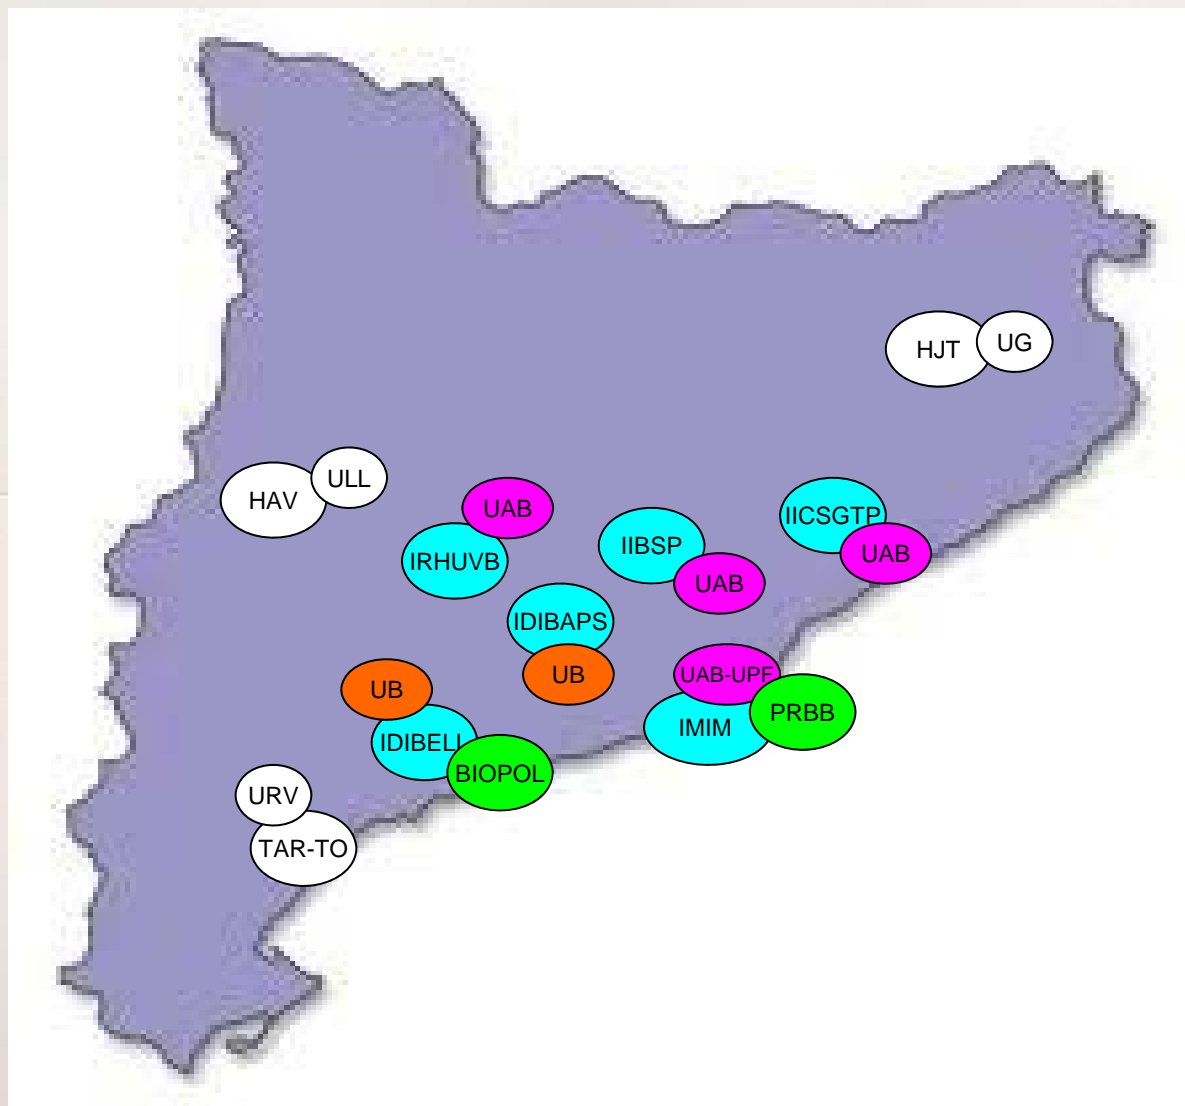 HJT
UG
ULL
HAV
UAB
IRHUVB
IIBSP
UAB
IICSGTP
UAB
IDIBAPS
UB
UAB-UPF
IMIM
PRBB
UB
IDIBELL
BIOPOL
URV
TAR-TO